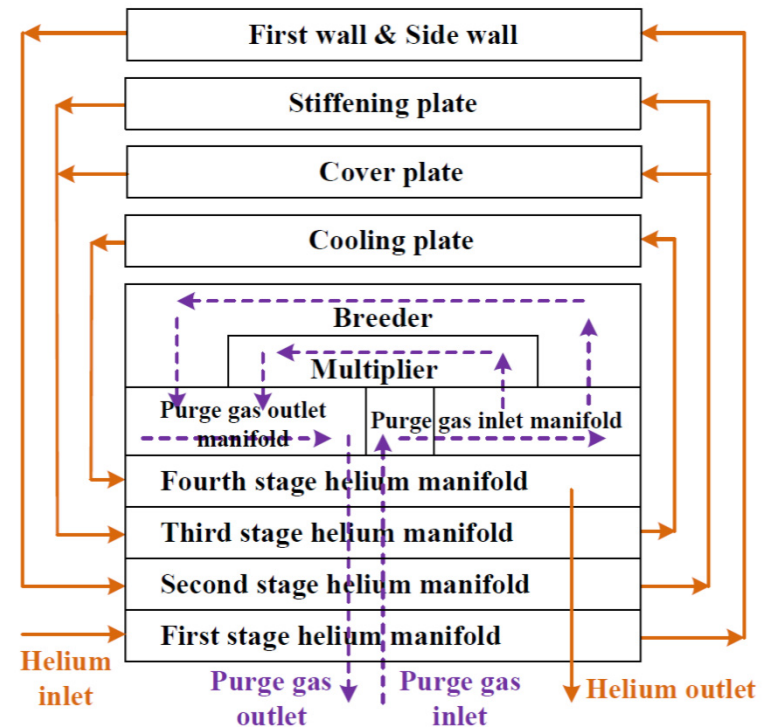 First wall & Side wall
Stiffening plate
Cover plate
Cooling plate
Breeder
Multiplier
Purge gas outlet
manifold
Purge gas inlet manifold
Fourth stage helium manifold
Third stage helium manifold
Second stage helium manifold
First stage helium manifold
Helium
inlet
Purge gas
outlet
Purge gas
inlet
Helium outlet